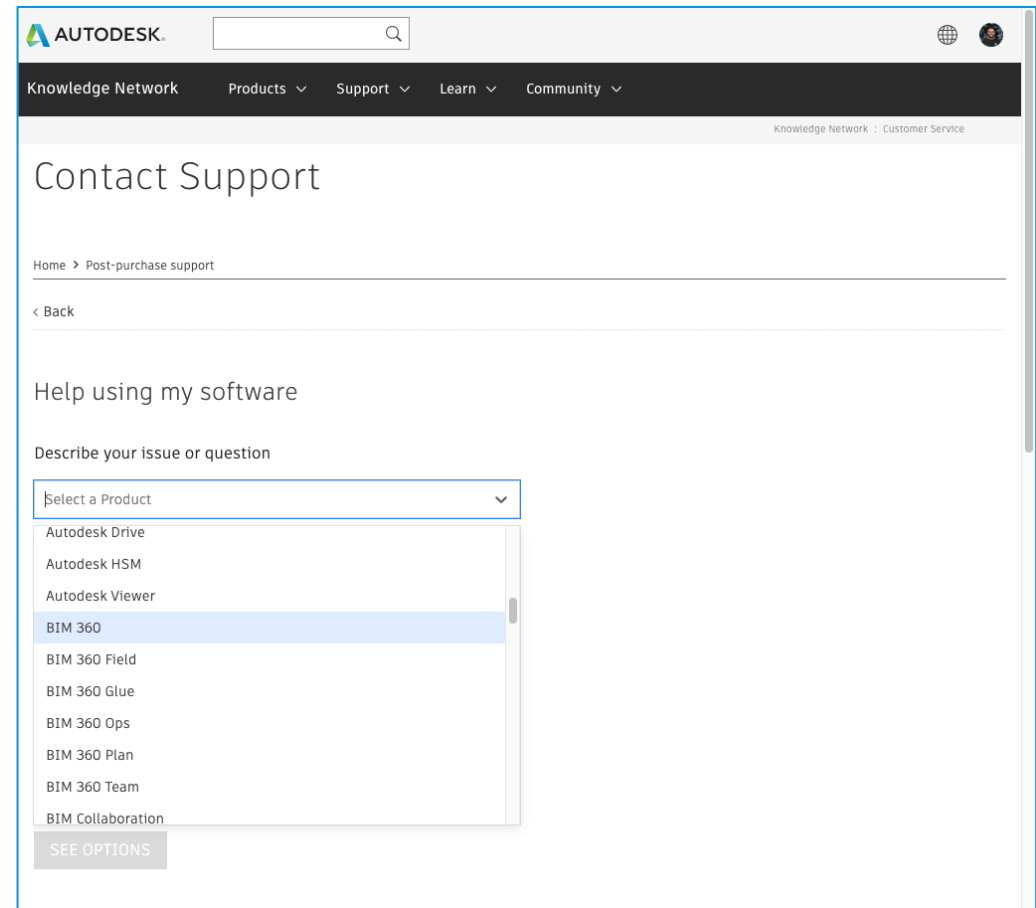 AUTODESK.
Knowledge Network Products Support Learn Community
Knowledge Network : Customer Service
Contact Support
Home > Post-purchase support
< Back
Help using my software
Describe your issue or question
Select a Product
Autodesk Drive
Autodesk HSM
Autodesk Viewer
BIM 360
BIM 360 Field
BIM 360 Glue
BIM 360 Ops
BIM 360 Plan
BIM 360 Team
BIM Collaboration
SEE OPTIONS